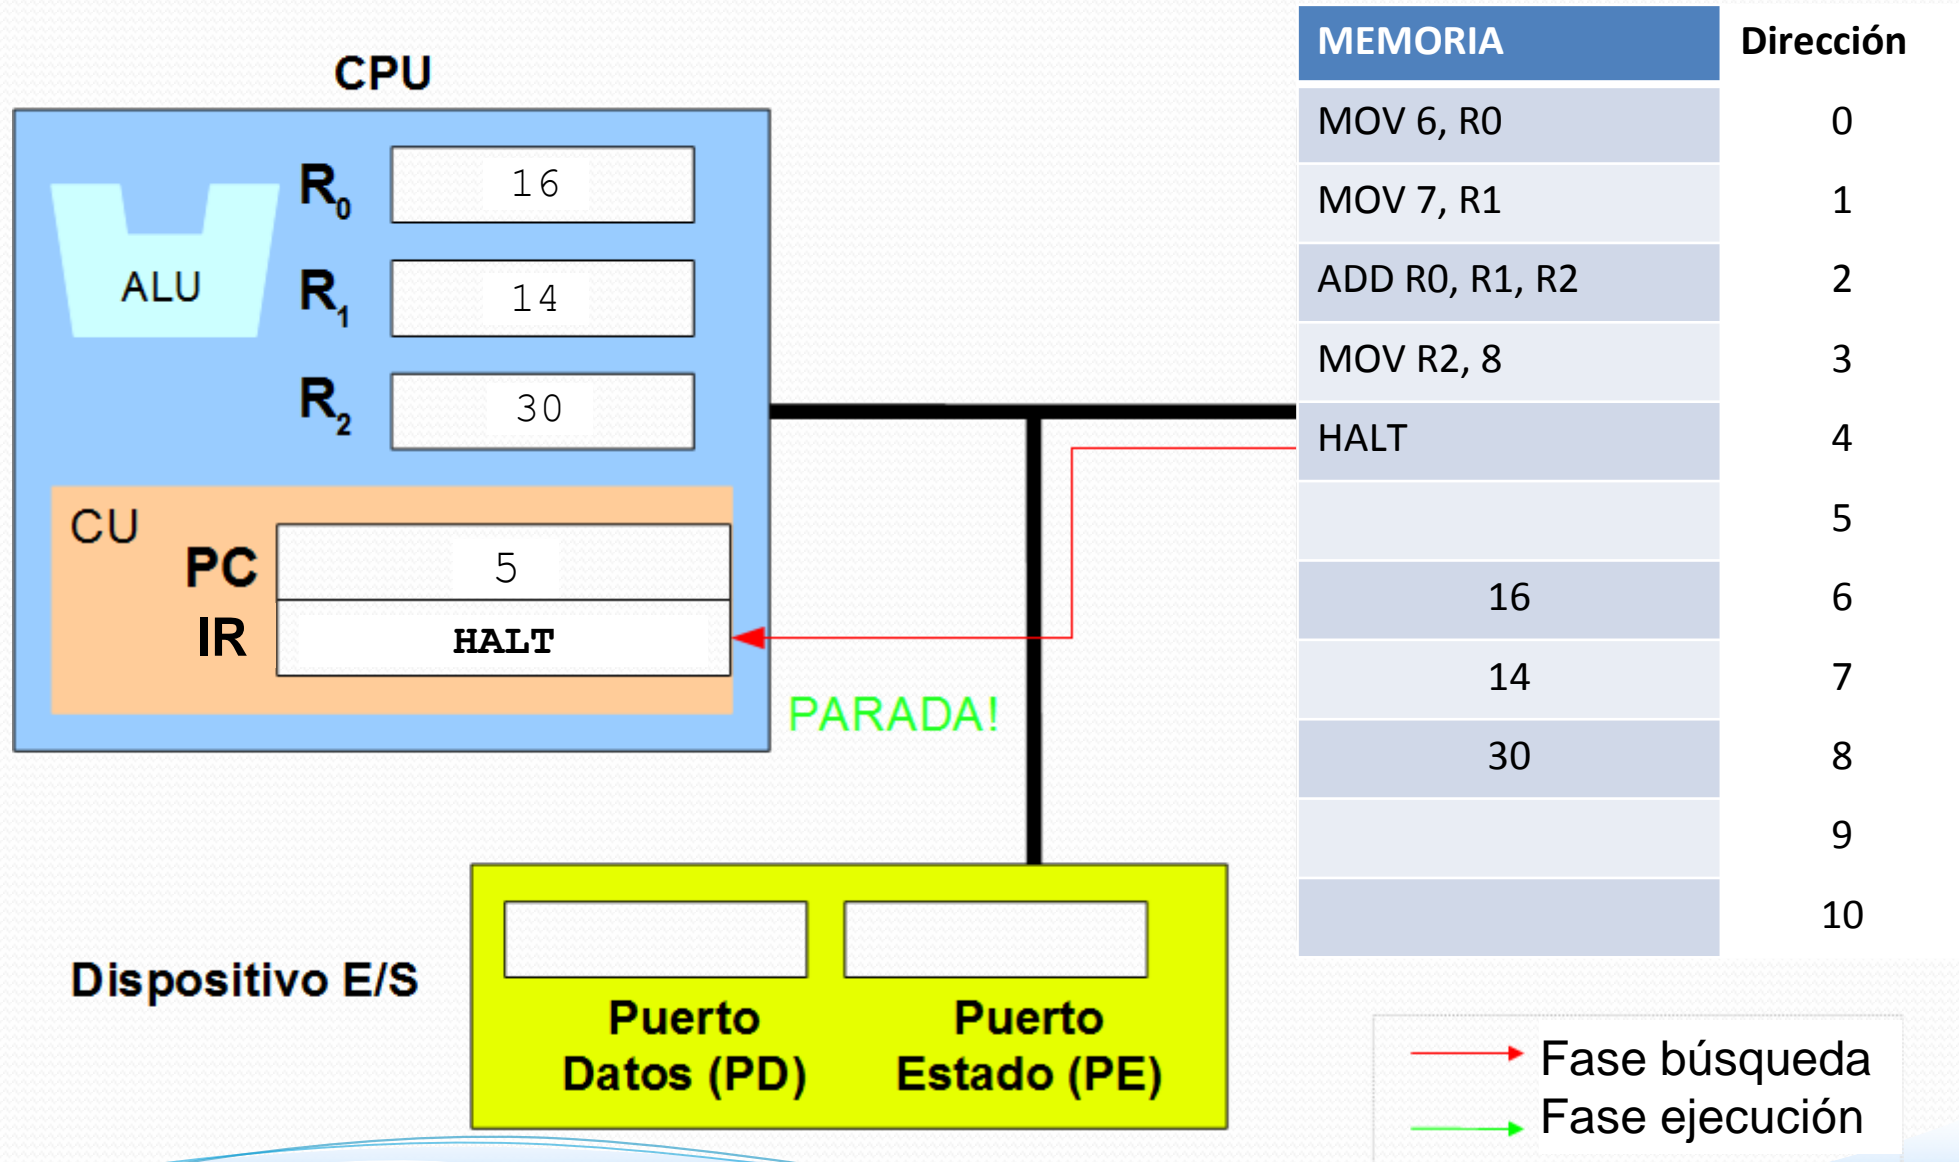 CPU
R0 16
ALU
R1 14
R2 30
CU
PC 5
IR HALT
PARADA!
MEMORIA Dirección
MOV 6, R0 0
MOV 7, R1 1
ADD R0, R1, R2 2
MOV R2, 8 3
HALT 4
5
16 6
14 7
30 8
9
10
Dispositivo E/S
Puerto
Datos (PD)
Puerto
Estado (PE)
Fase búsqueda
Fase ejecución